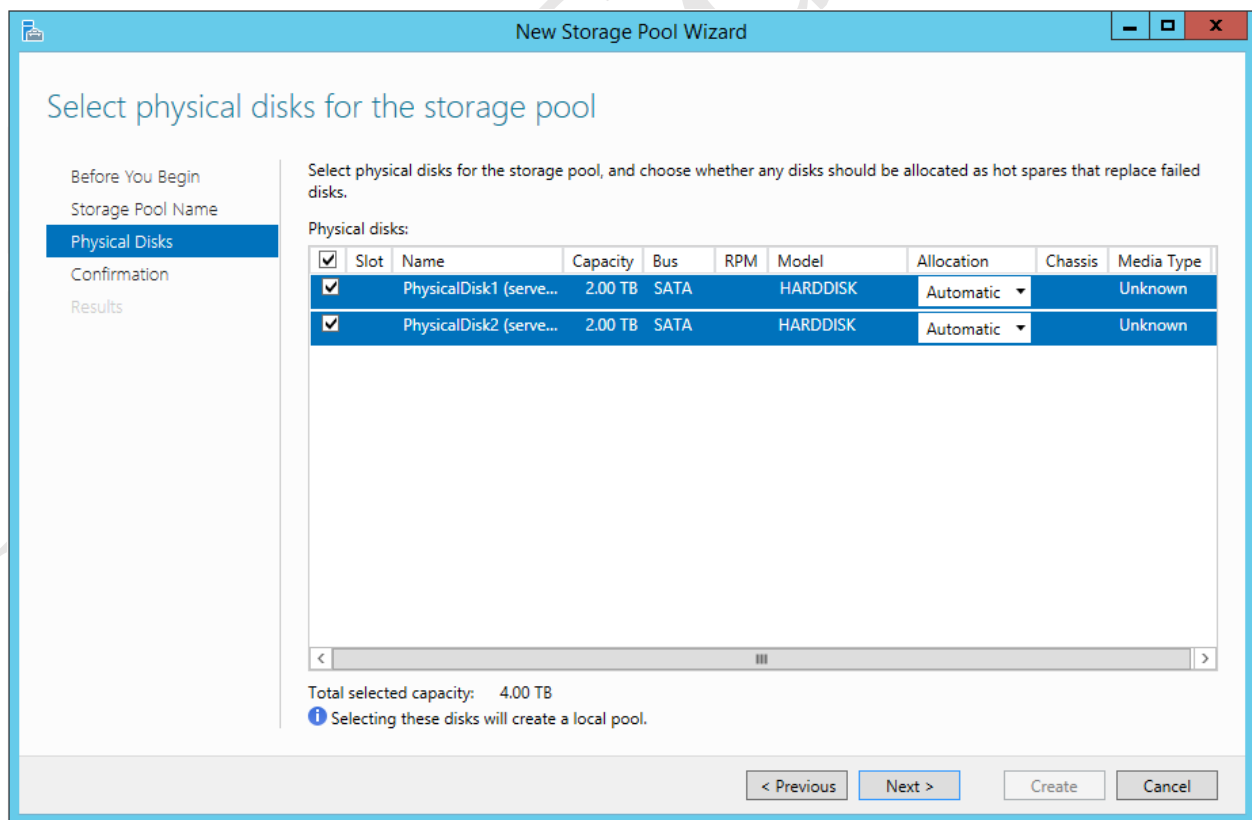 New Storage Pool Wizard
Select physical disks for the storage pool
Before You Begin
Storage Pool Name
Physical Disks
Confirmation
Results
Select physical disks for the storage pool, and choose whether any disks should be allocated as hot spares that replace failed
disks.
Physical disks:
Slot Name Capacity Bus RPM Model Allocation Chassis Media Type
PhysicalDisk1 (serve... 2.00 TB SATA HARDDISK Automatic Unknown
PhysicalDisk2 (serve... 2.00 TB SATA HARDDISK Automatic Unknown
Total selected capacity: 4.00 TB
Selecting these disks will create a local pool.
< Previous Next > Create Cancel